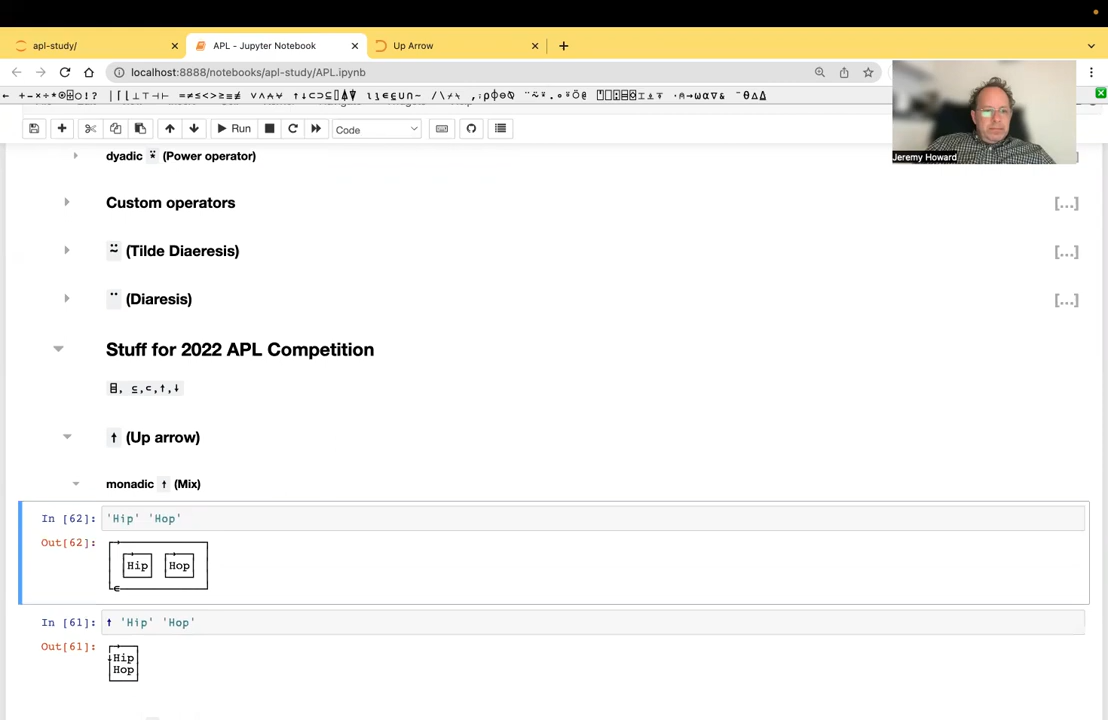 apl-study/
APL - Jupyter Notebook
Up Arrow
localhost:8888/notebooks/apl-study/APL.ipynb
Run
Code
Jeremy Howard
dyadic ⍣ (Power operator)
Custom operators
[...]
⍨ (Tilde Diaeresis)
[...]
¨ (Diaresis)
[...]
Stuff for 2022 APL Competition
⌸, ⊆,⊂,↑,↓
↑ (Up arrow)
monadic ↑ (Mix)
In [62]: 'Hip' 'Hop'
Out[62]:
Hip Hop
In [61]: ↑ 'Hip' 'Hop'
Out[61]:
Hip
Hop